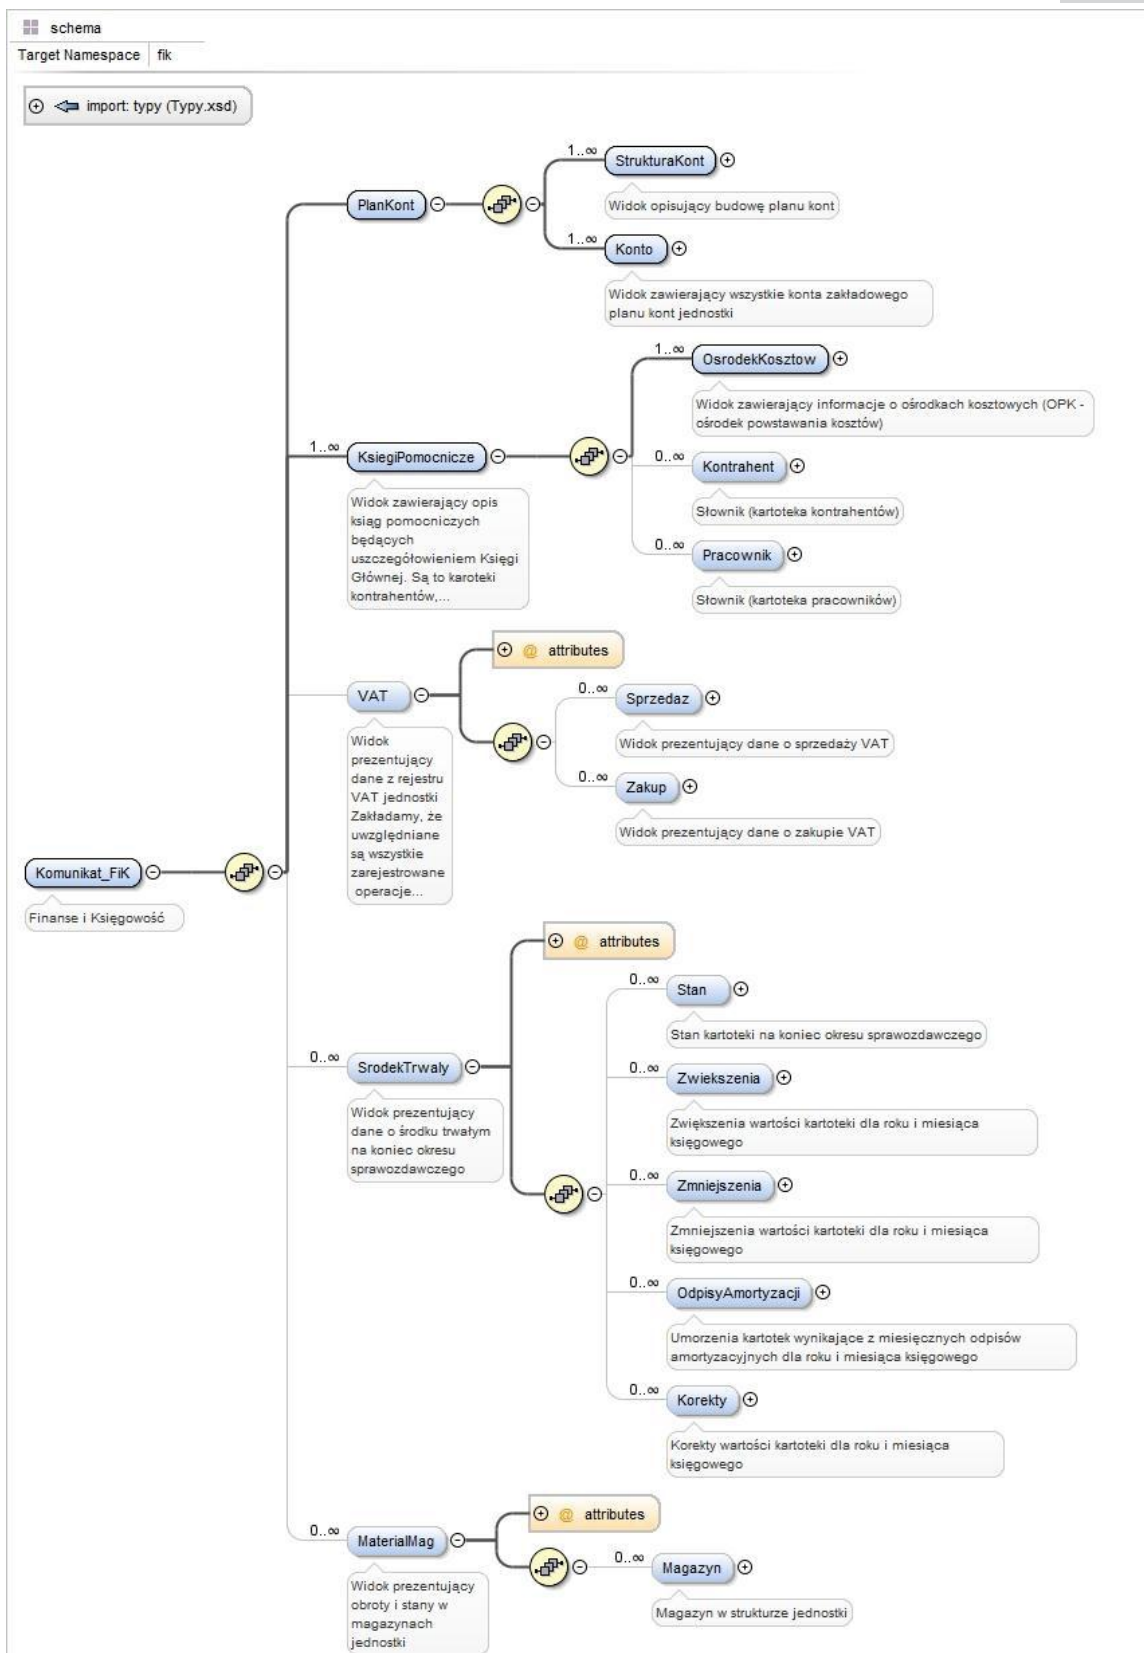 schema
Target Namespace fik
import: typy (Typy.xsd)
1..∞ StrukturaKont
Widok opisujący budowę planu kont
PlanKont
1..∞ Konto
Widok zawierający wszystkie konta zakładowego
planu kont jednostki
1..∞ OsrodekKosztow
Widok zawierający informacje o ośrodkach kosztowych (OPK -
ośrodek powstawania kosztów)
1..∞ KsiegiPomocnicze
Widok zawierający opis
ksiąg pomocniczych
będących
uszczegółowieniem Księgi
Głównej. Są to karoteki
kontrahentów,...
0..∞ Kontrahent
Słownik (kartoteka kontrahentów)
0..∞ Pracownik
Słownik (kartoteka pracowników)
@ attributes
VAT
Widok
prezentujący
dane z rejestru
VAT jednostki
Zakładamy, że
uwzględniane
są wszystkie
zarejestrowane
operacje...
0..∞ Sprzedaz
Widok prezentujący dane o sprzedaży VAT
0..∞ Zakup
Widok prezentujący dane o zakupie VAT
Komunikat_FiK
Finanse i Księgowość
@ attributes
0..∞ Stan
Stan kartoteki na koniec okresu sprawozdawczego
0..∞ SrodekTrwaly
Widok prezentujący
dane o środku trwałym
na koniec okresu
sprawozdawczego
0..∞ Zwiekszenia
Zwiększenia wartości kartoteki dla roku i miesiąca
księgowego
0..∞ Zmniejszenia
Zmniejszenia wartości kartoteki dla roku i miesiąca
księgowego
0..∞ OdpisyAmortyzacji
Umorzenia kartotek wynikające z miesięcznych odpisów
amortyzacyjnych dla roku i miesiąca księgowego
0..∞ Korekty
Korekty wartości kartoteki dla roku i miesiąca
księgowego
@ attributes
0..∞ MaterialMag
Widok prezentujący
obroty i stany w
magazynach
jednostki
0..∞ Magazyn
Magazyn w strukturze jednostki